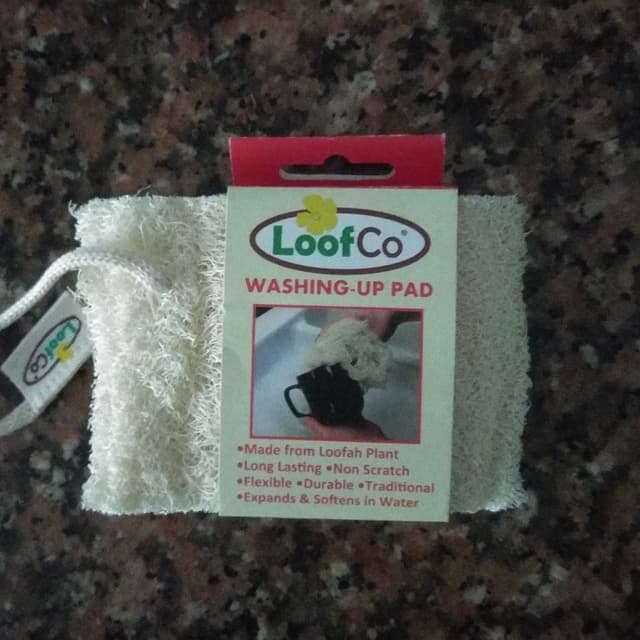 LoofCo®
WASHING-UP PAD
•Made from Loofah Plant
•Long Lasting •Non Scratch
•Flexible •Durable •Traditional
•Expands & Softens in Water
LoofCo